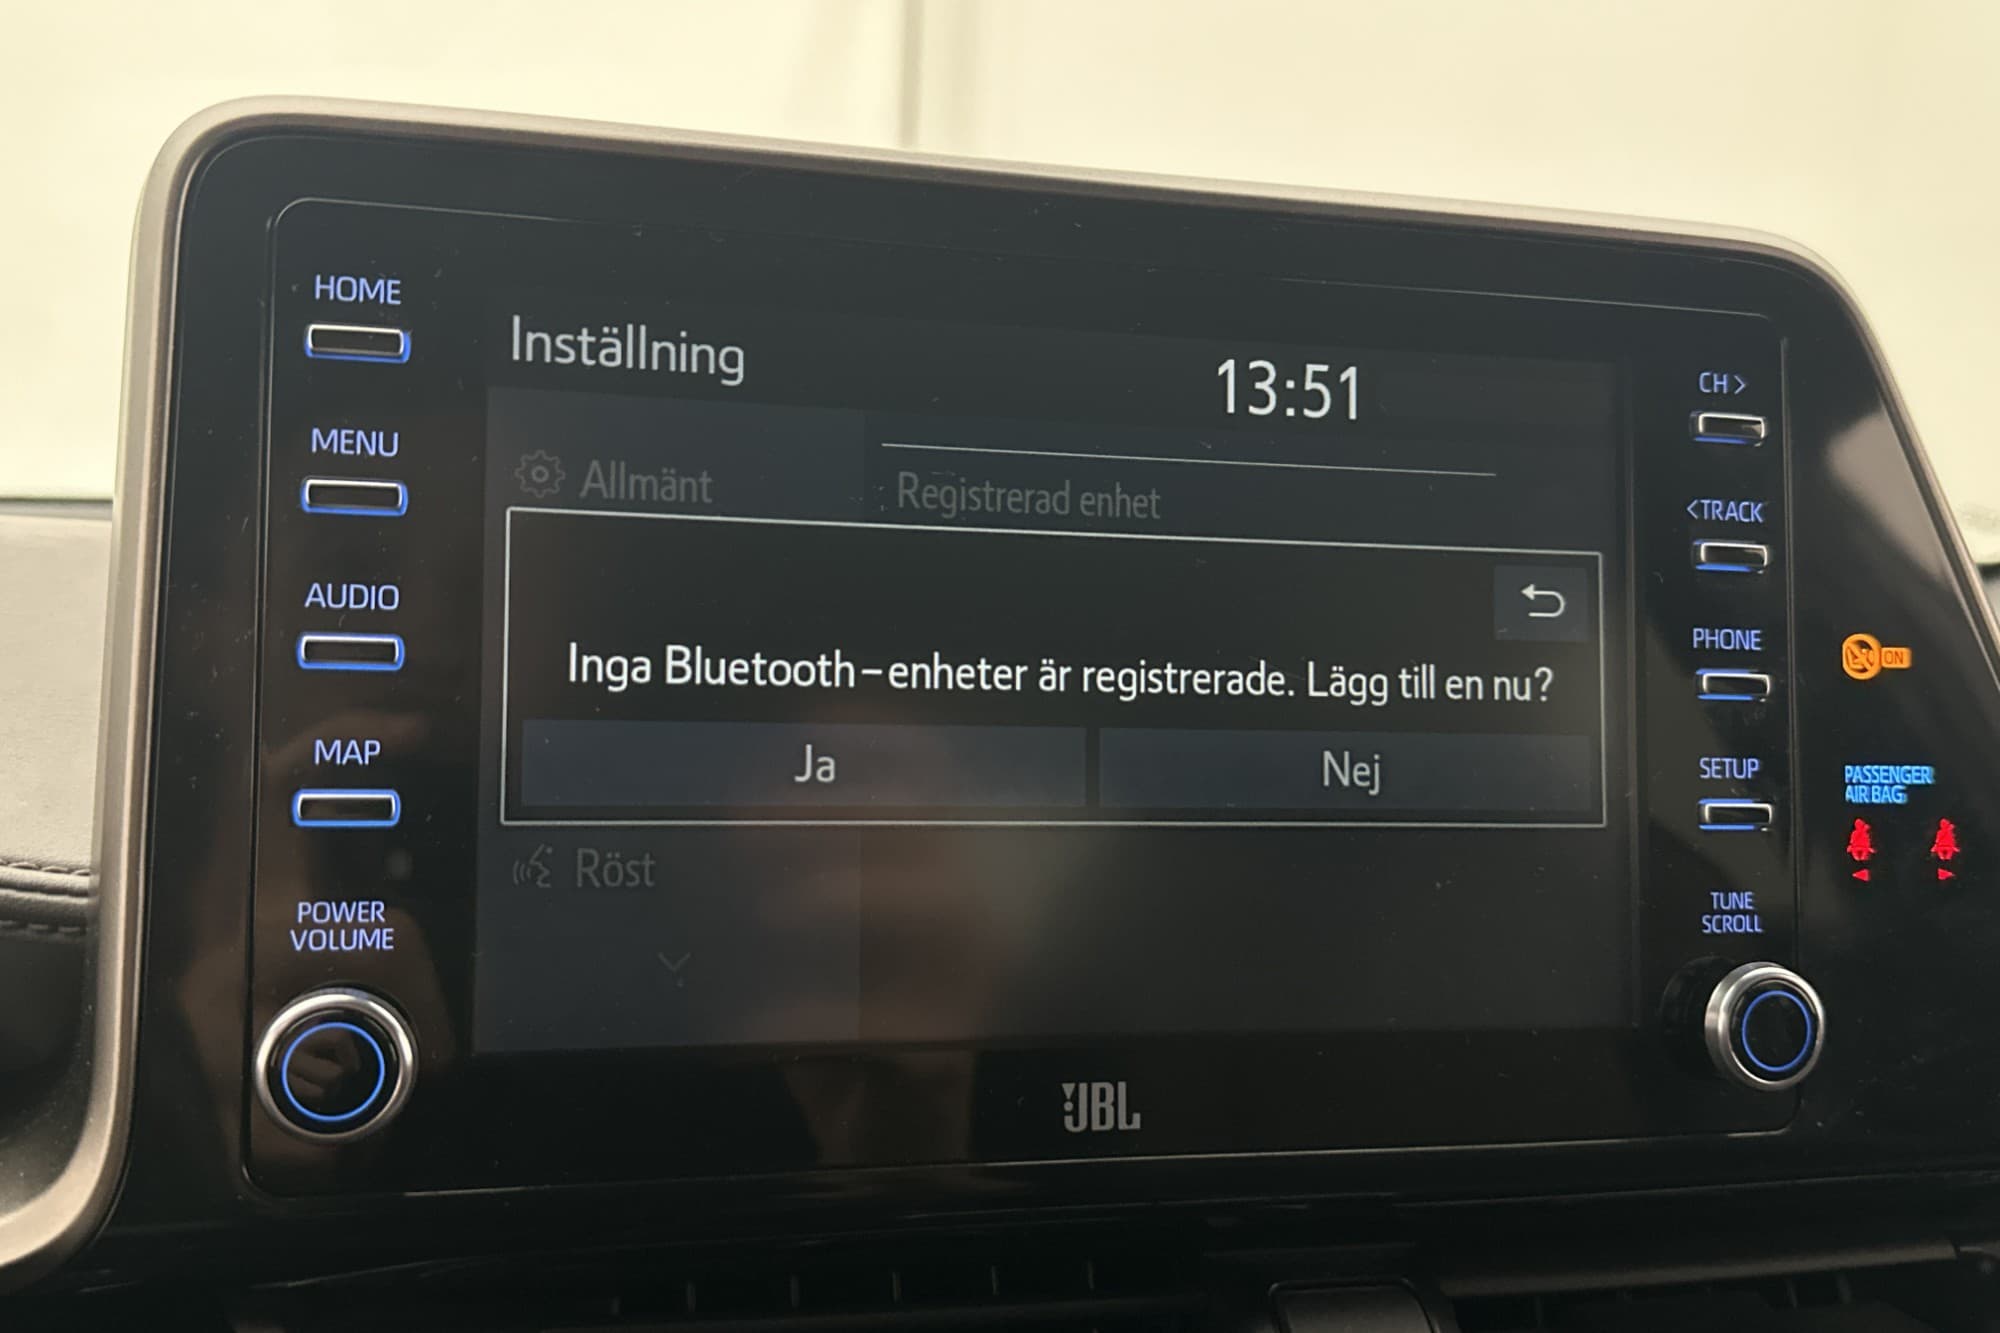 HOME
MENU
AUDIO
MAP
POWER
VOLUME
Inställning
13:51
Allmänt
Registrerad enhet
Inga Bluetooth-enheter är registrerade. Lägg till en nu?
Ja
Nej
Röst
JBL
CH>
<TRACK
PHONE
SETUP
TUNE
SCROLL
ON
PASSENGER
AIR BAG